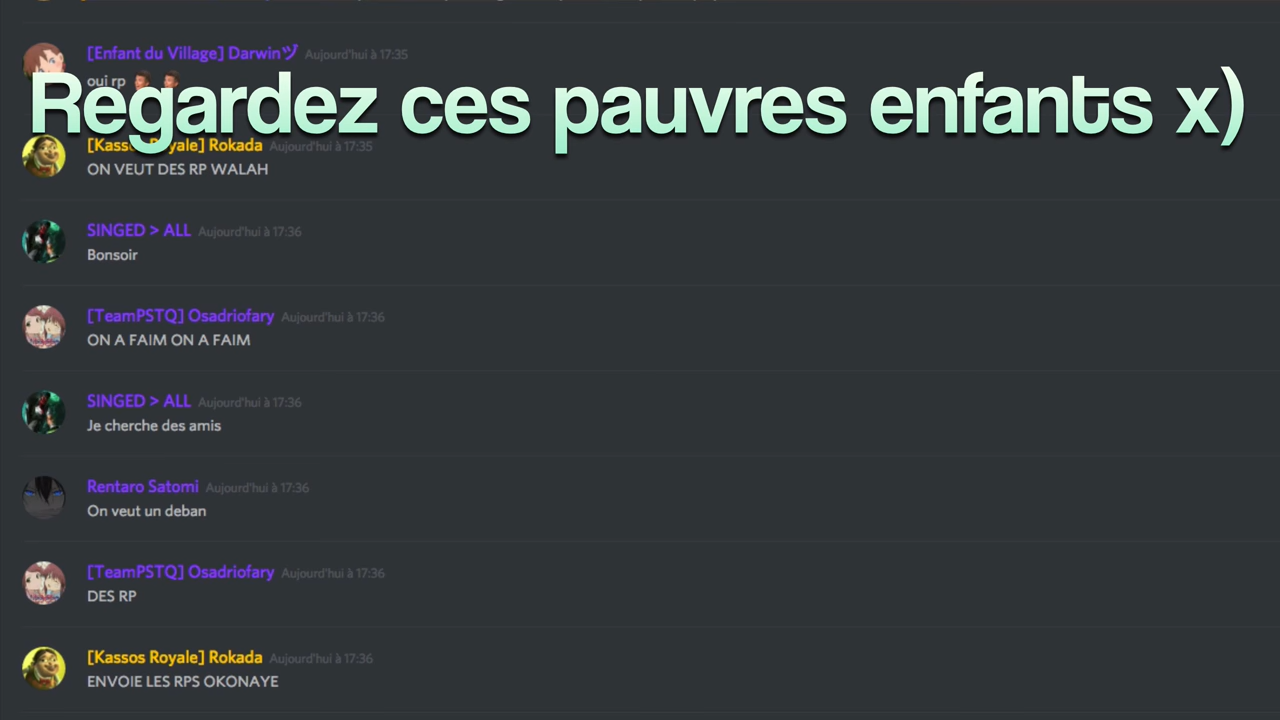 [Enfant du Village] Darwinヅ Aujourd'hui à 17:35
oui rp
Regardez ces pauvres enfants x)
[Kassos Royale] Rokada Aujourd'hui à 17:35
ON VEUT DES RP WALAH
SINGED > ALL Aujourd'hui à 17:36
Bonsoir
[TeamPSTQ] Osadriofary Aujourd'hui à 17:36
ON A FAIM ON A FAIM
SINGED > ALL Aujourd'hui à 17:36
Je cherche des amis
Rentaro Satomi Aujourd'hui à 17:36
On veut un deban
[TeamPSTQ] Osadriofary Aujourd'hui à 17:36
DES RP
[Kassos Royale] Rokada Aujourd'hui à 17:36
ENVOIE LES RPS OKONAYE